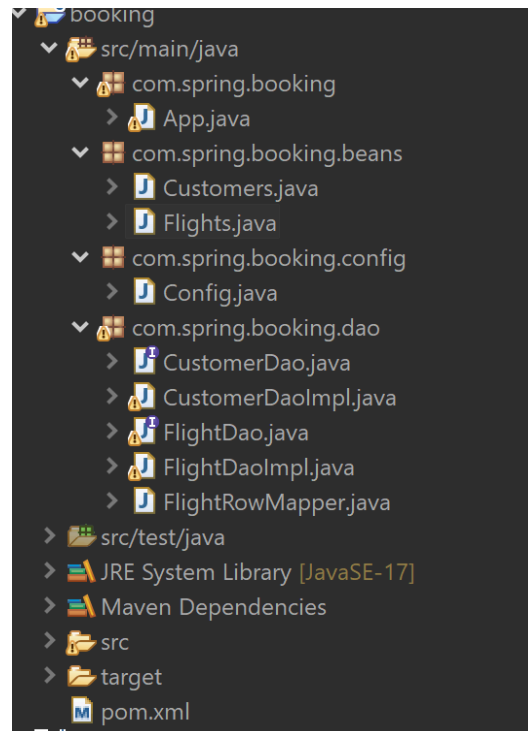 booking
src/main/java
com.spring.booking
App.java
com.spring.booking.beans
Customers.java
Flights.java
com.spring.booking.config
Config.java
com.spring.booking.dao
CustomerDao.java
CustomerDaoImpl.java
FlightDao.java
FlightDaoImpl.java
FlightRowMapper.java
src/test/java
JRE System Library [JavaSE-17]
Maven Dependencies
src
target
pom.xml